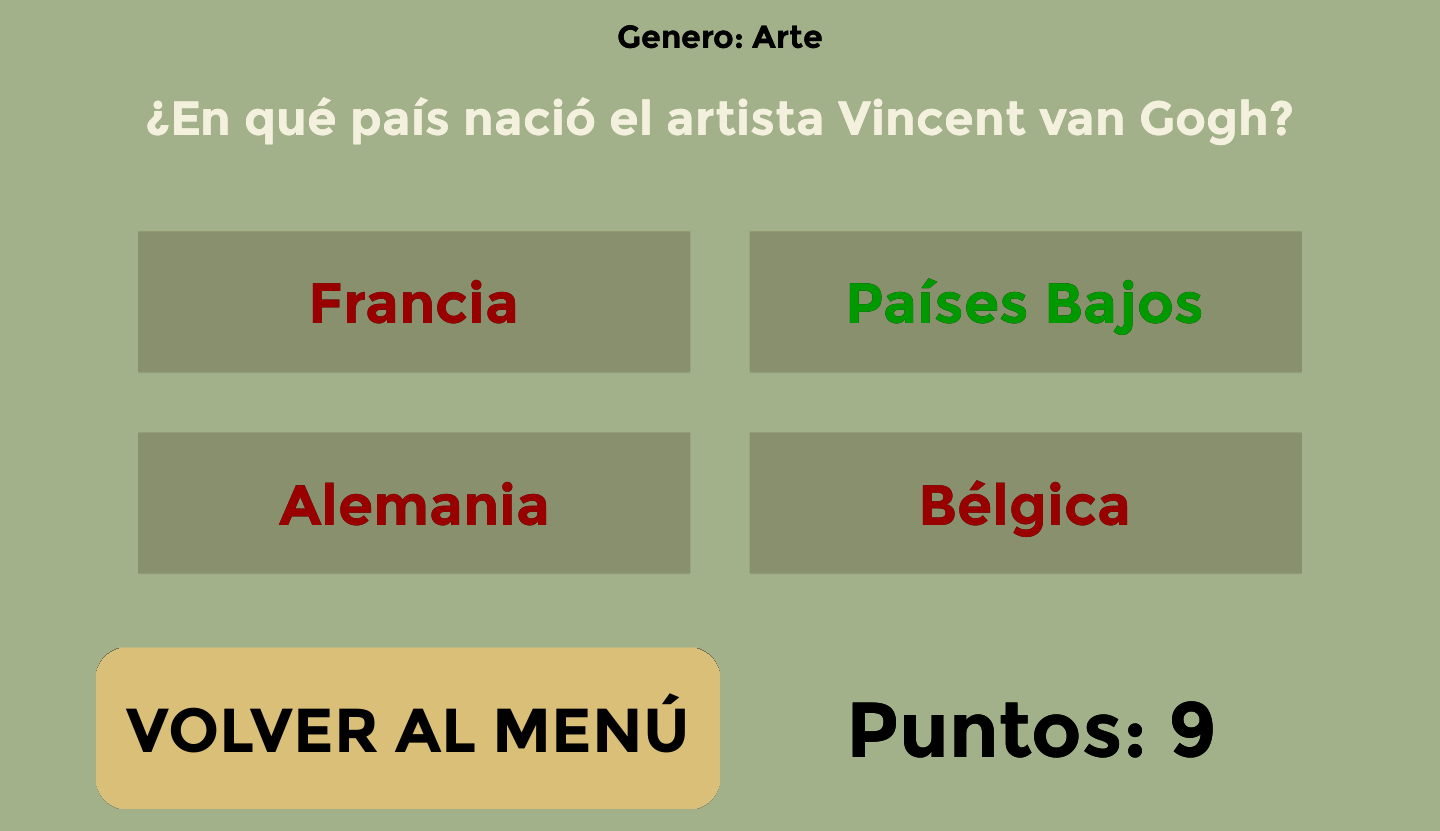 Genero: Arte
¿En qué país nació el artista Vincent van Gogh?
Francia
Países Bajos
Alemania
Bélgica
VOLVER AL MENÚ
Puntos: 9